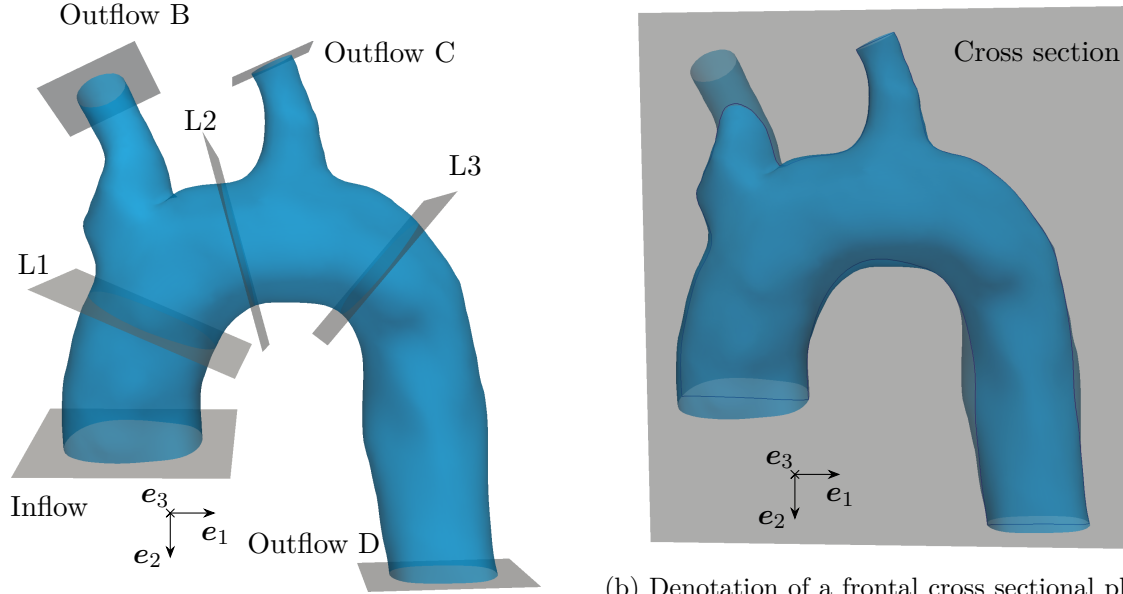 Outflow B
Outflow C
L2
L3
L1
Inflow
e3
e1
e2
Outflow D
Cross section
e3
e1
e2
(b) Denotation of a frontal cross sectional